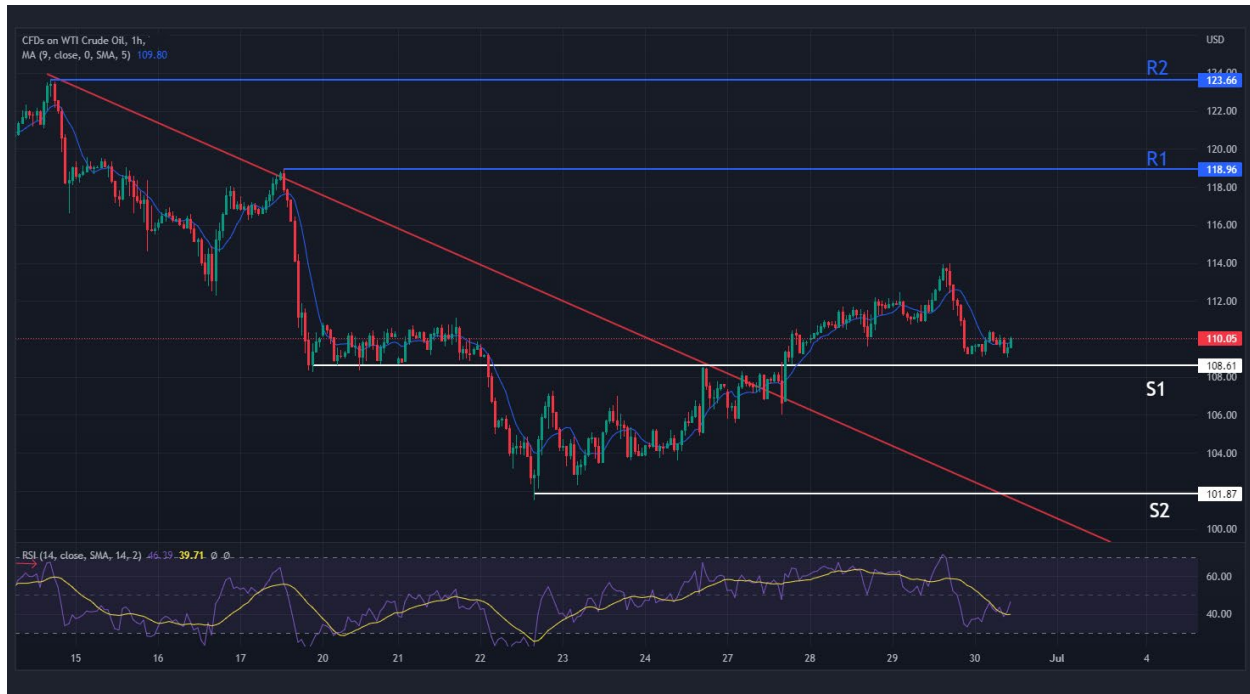 CFDs on WTI Crude Oil, 1h,
MA (9, close, 0, SMA, 5) 109.80
USD
R2
124.00
123.66
122.00
120.00
R1
118.96
118.00
116.00
114.00
112.00
110.05
108.61
108.00
S1
106.00
104.00
101.87
S2
100.00
RSI (14, close, SMA, 14, 2) 46.39 39.71 Ø Ø
60.00
40.00
15 16 17 20 21 22 23 24 27 28 29 30 Jul 4